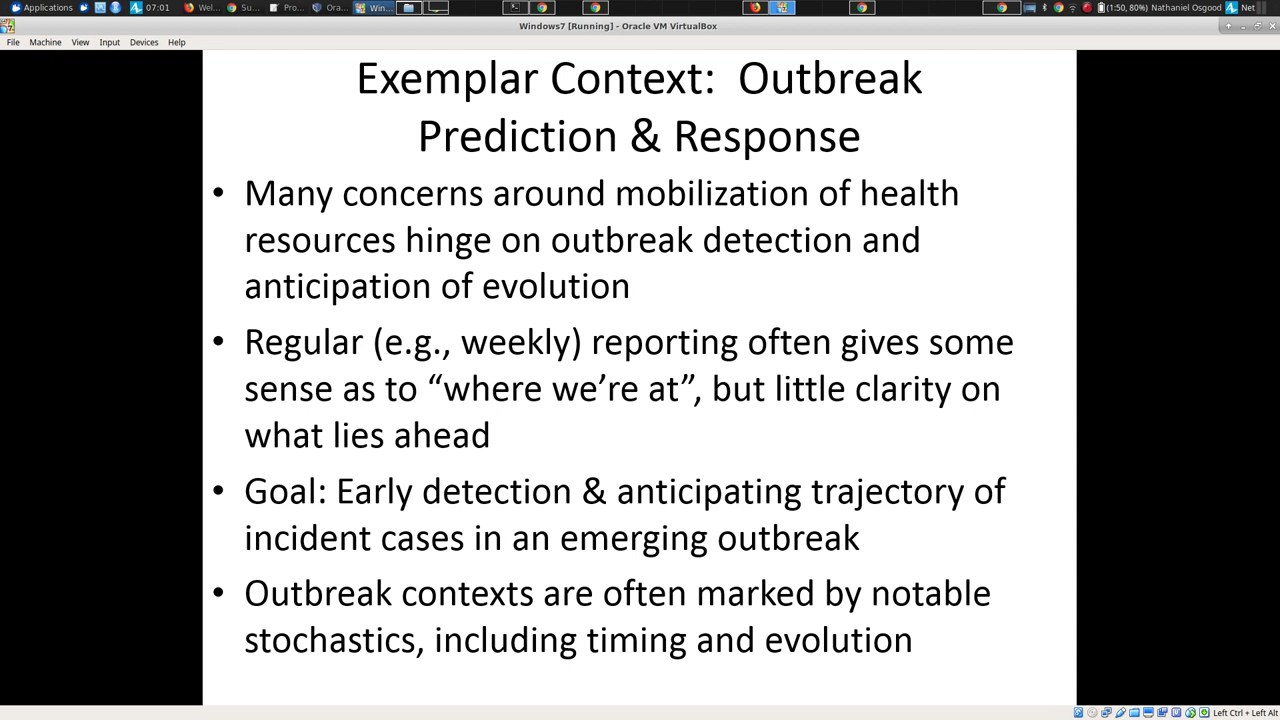 Applications 07:01 Wel... Su... Pro... Ora... Win... (1:50, 80%) Nathaniel Osgood Net
Windows7 [Running] - Oracle VM VirtualBox
File Machine View Input Devices Help
Exemplar Context: Outbreak
Prediction & Response
• Many concerns around mobilization of health
resources hinge on outbreak detection and
anticipation of evolution
• Regular (e.g., weekly) reporting often gives some
sense as to “where we’re at”, but little clarity on
what lies ahead
• Goal: Early detection & anticipating trajectory of
incident cases in an emerging outbreak
• Outbreak contexts are often marked by notable
stochastics, including timing and evolution
Left Ctrl + Left Alt